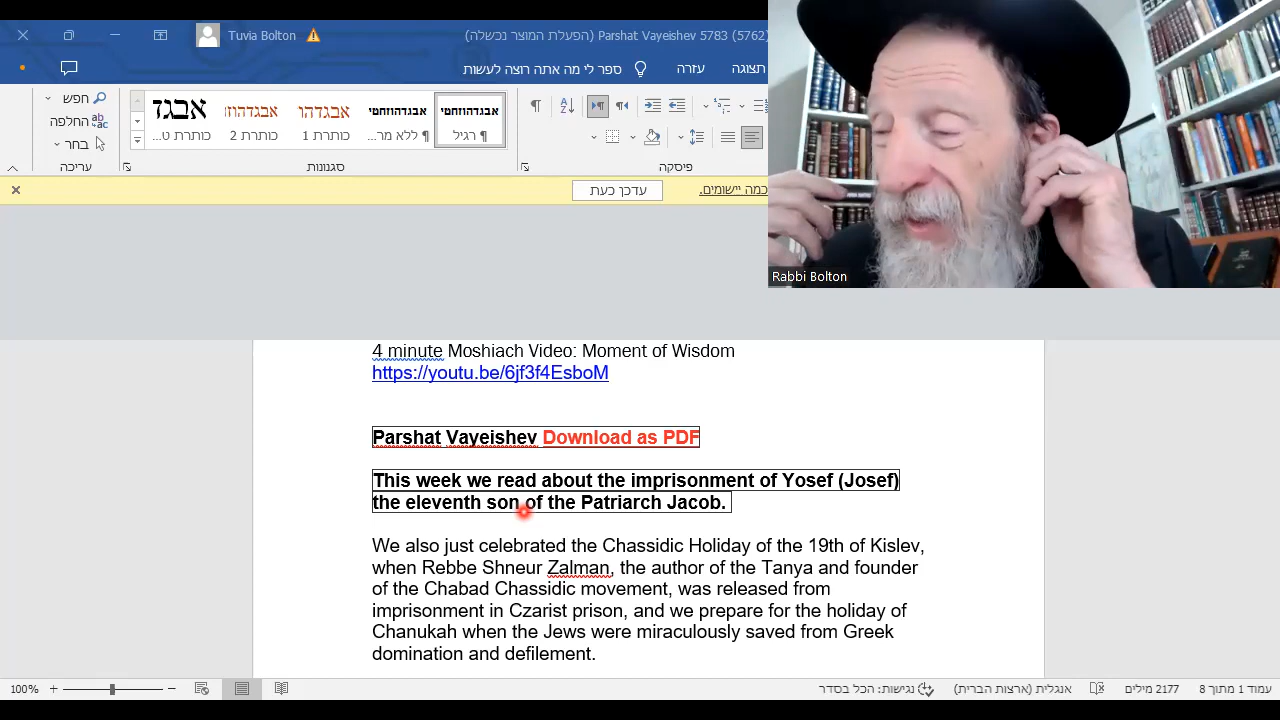 Tuvia Bolton
Parshat Vayeishev 5783 (5762) (הפעלת המוצר נכשלה)
תצוגה
עזרה
ספר לי מה אתה רוצה לעשות
אבגדהוזחטי
¶ רגיל
אבגדהוזחטי
¶ ללא מר...
אבגדהו
כותרת 1
אבגדהוזו
כותרת 2
אבגד
כותרת ט...
חפש
החלפה
בחר
פיסקה
סגנונות
עריכה
כמה יישומים.
עדכן כעת
Rabbi Bolton
4 minute Moshiach Video: Moment of Wisdom
https://youtu.be/6jf3f4EsboM
Parshat Vayeishev Download as PDF
This week we read about the imprisonment of Yosef (Josef)
the eleventh son of the Patriarch Jacob.
We also just celebrated the Chassidic Holiday of the 19th of Kislev,
when Rebbe Shneur Zalman, the author of the Tanya and founder
of the Chabad Chassidic movement, was released from
imprisonment in Czarist prison, and we prepare for the holiday of
Chanukah when the Jews were miraculously saved from Greek
domination and defilement.
עמוד 1 מתוך 8
2177 מילים
אנגלית (ארצות הברית)
נגישות: הכל בסדר
100%